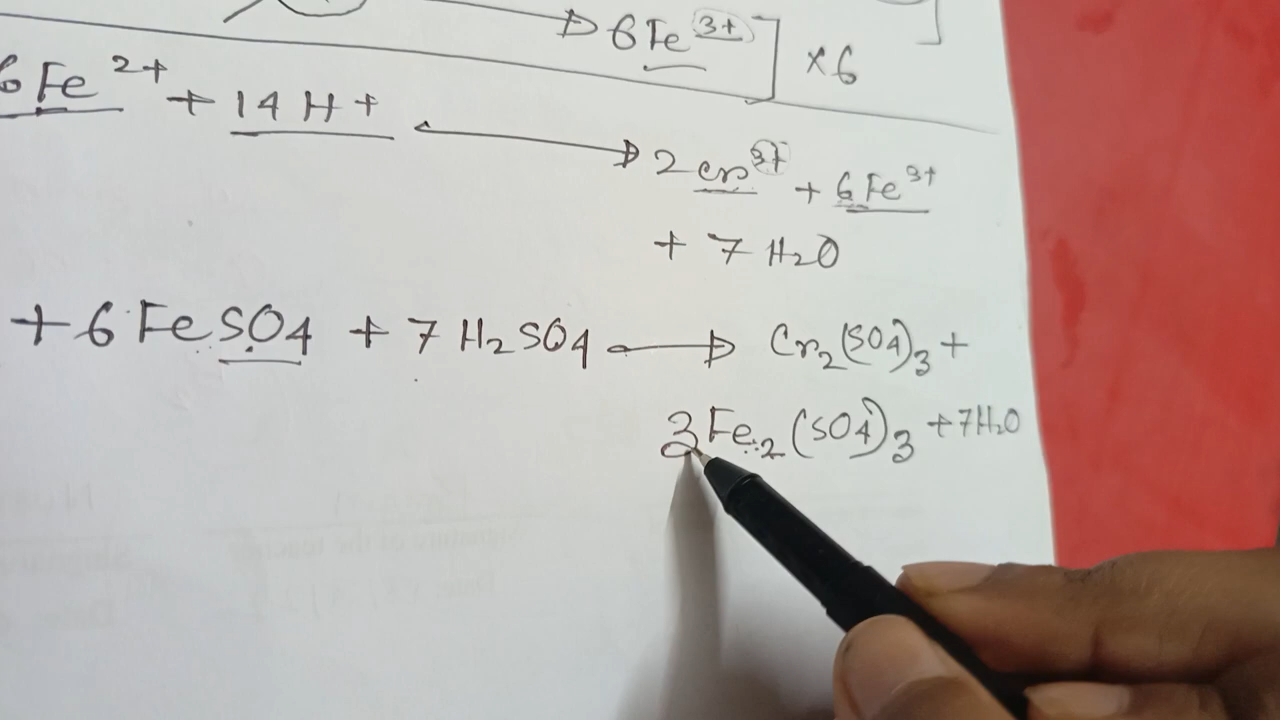 6Fe3+] ×6
6Fe2+ + 14H+ ⟷ 2Cr3+ + 6Fe3+
+ 7H2O
+ 6FeSO4 + 7H2SO4 ⟶ Cr2(SO4)3 +
3Fe2(SO4)3 + 7H2O